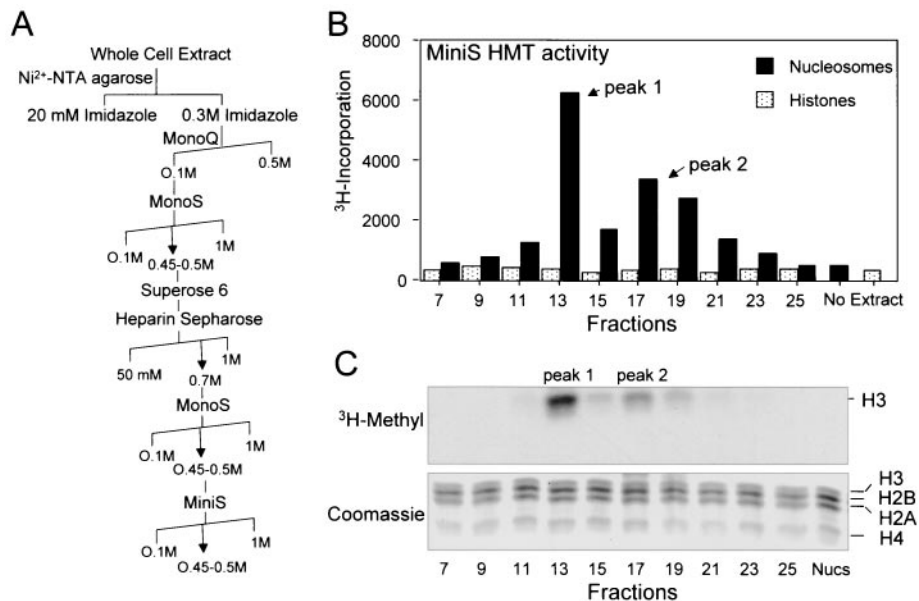 A
Whole Cell Extract
Ni²⁺-NTA agarose
20 mM Imidazole 0.3M Imidazole
MonoQ
O.1M 0.5M
MonoS
O.1M 1M
0.45-0.5M
Superose 6
Heparin Sepharose
50 mM 1M
0.7M
MonoS
O.1M 1M
O.45-0.5M
MiniS
O.1M 1M
O.45-0.5M
B
MiniS HMT activity
Nucleosomes
Histones
peak 1
peak 2
³H-Incorporation
8000
6000
4000
2000
0
7 9 11 13 15 17 19 21 23 25 No Extract
Fractions
C
peak 1 peak 2
³H-Methyl
H3
Coomassie
H3
H2B
H2A
H4
7 9 11 13 15 17 19 21 23 25 Nucs
Fractions